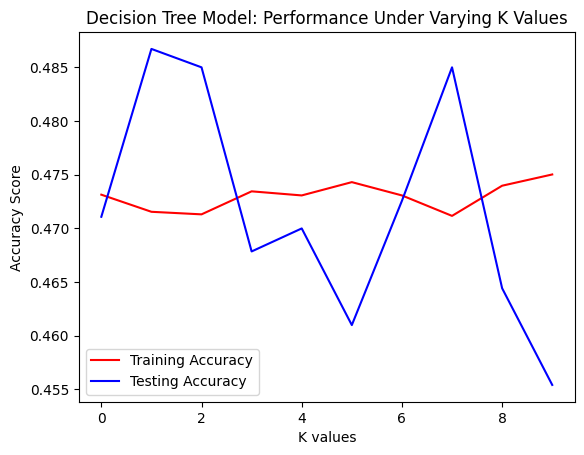 Decision Tree Model: Performance Under Varying K Values
Accuracy Score
0.485
0.480
0.475
0.470
0.465
0.460
0.455
Training Accuracy
Testing Accuracy
0 2 4 6 8
K values